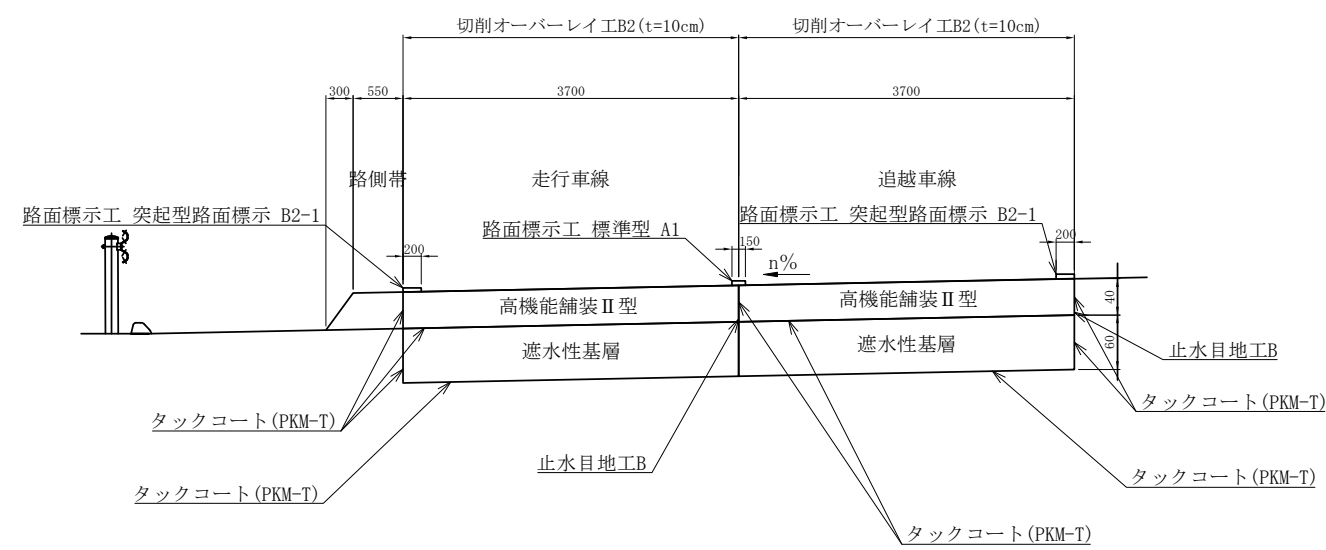 切削オーバーレイ工B2(t=10cm)
切削オーバーレイ工B2(t=10cm)
300
550
3700
3700
路側帯
走行車線
追越車線
路面標示工 突起型路面標示 B2-1
路面標示工 標準型 A1
路面標示工 突起型路面標示 B2-1
200
150
200
n%
高機能舗装Ⅱ型
高機能舗装Ⅱ型
40
遮水性基層
遮水性基層
60
止水目地工B
タックコート(PKM-T)
タックコート(PKM-T)
止水目地工B
タックコート(PKM-T)
タックコート(PKM-T)
タックコート(PKM-T)